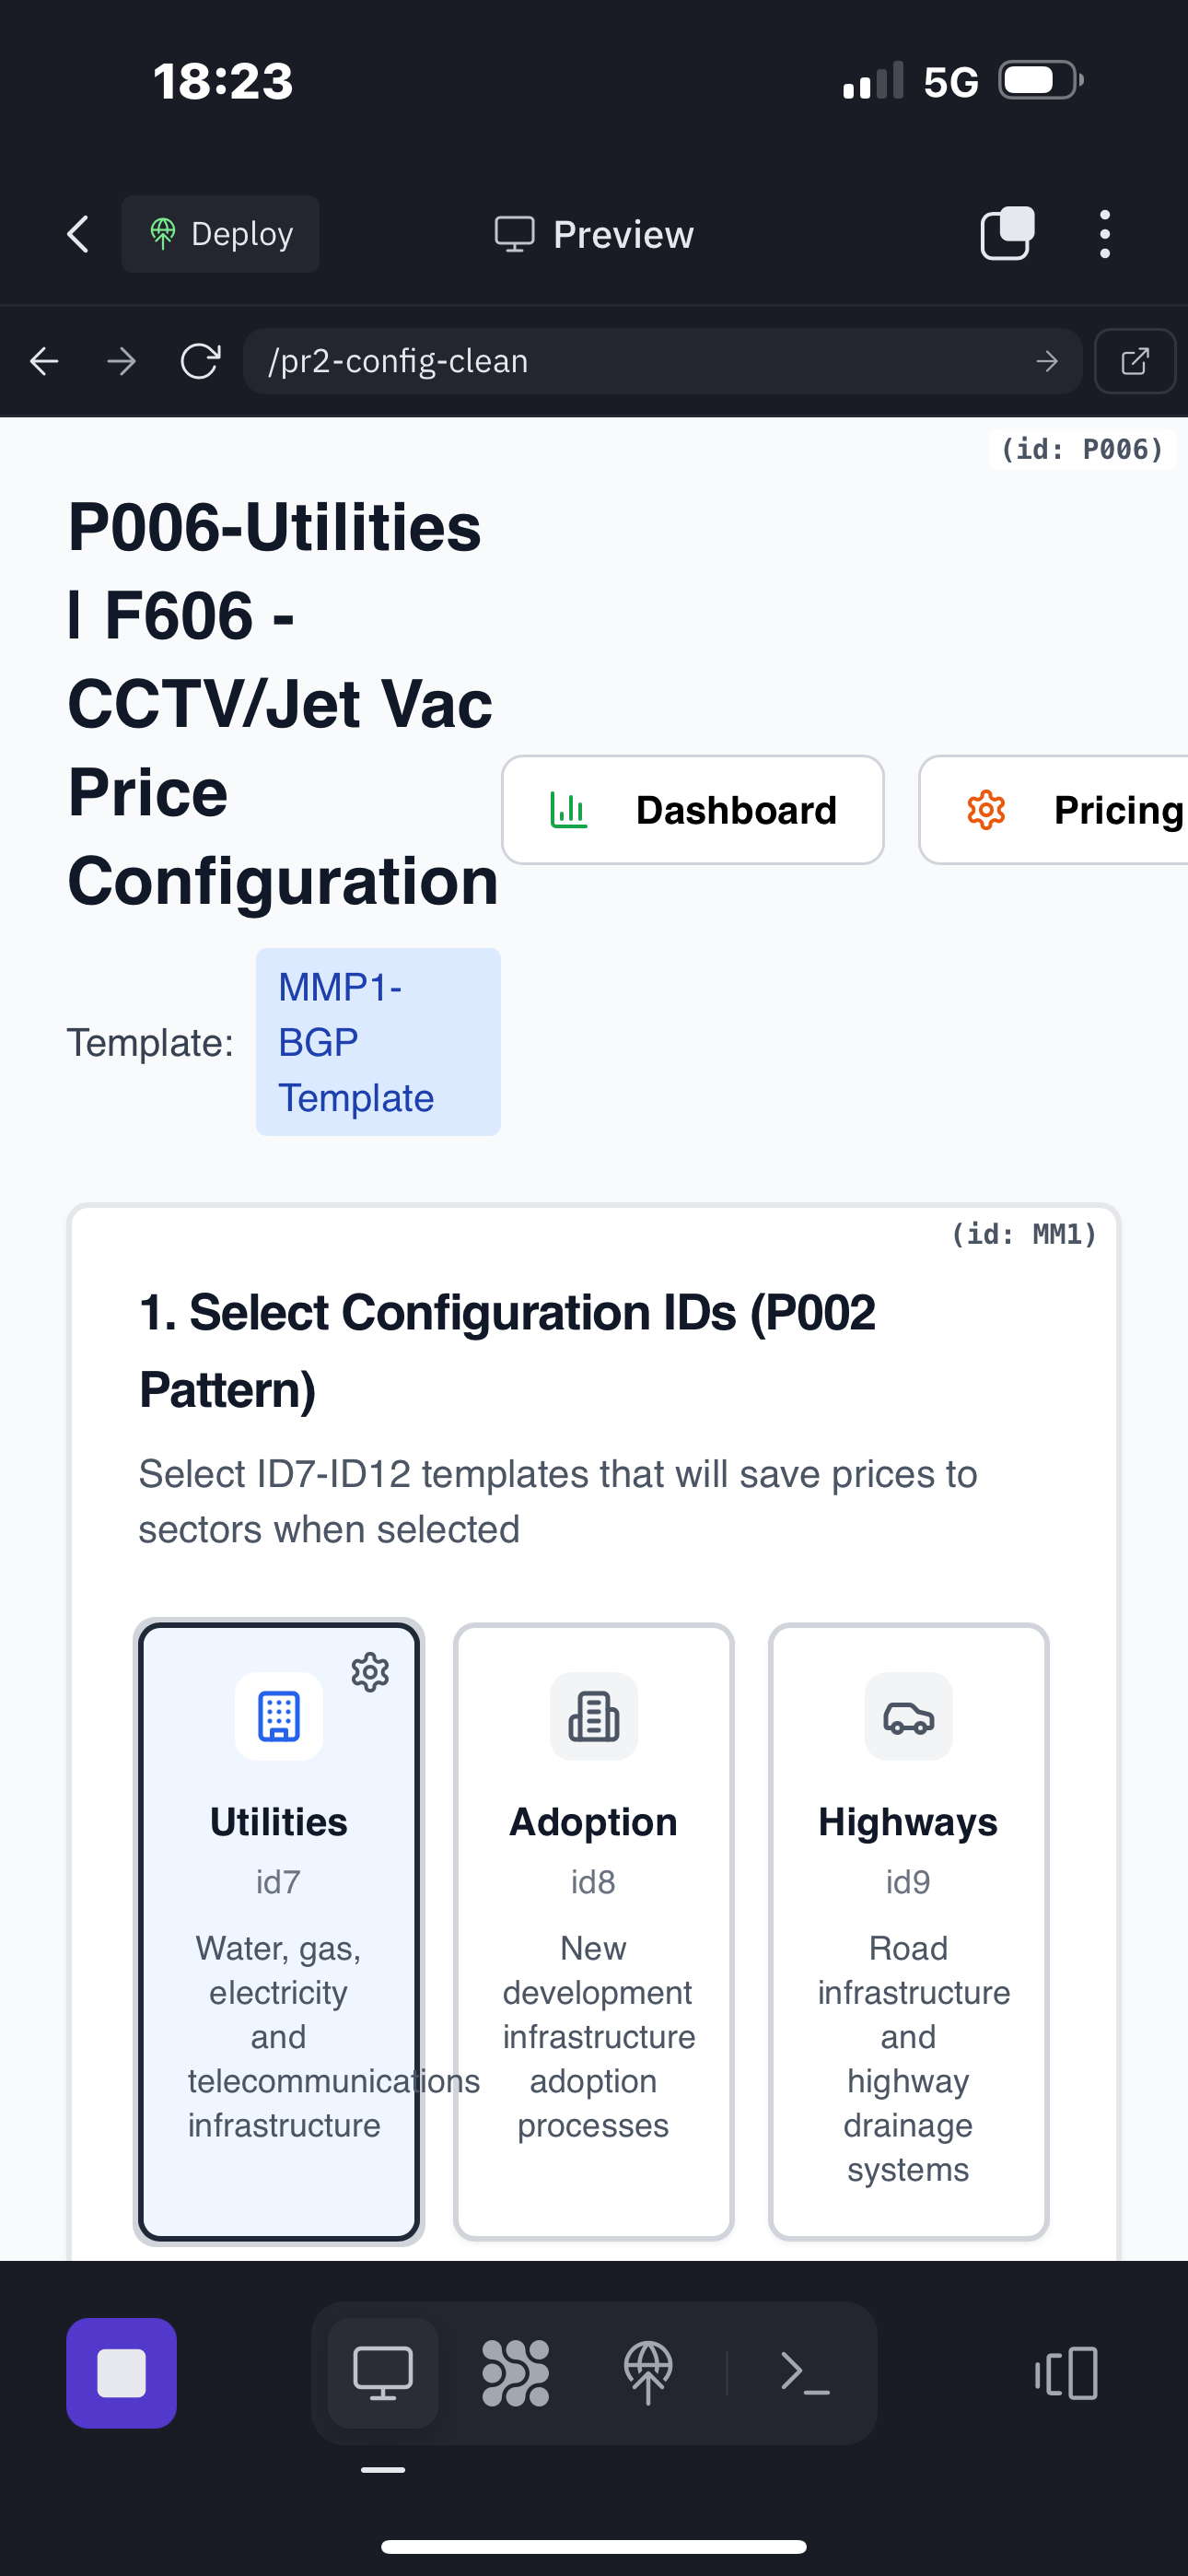 18:23
5G
Deploy
Preview
/pr2-config-clean
(id: P006)
P006-Utilities
| F606 -
CCTV/Jet Vac
Price
Configuration
Dashboard
Pricing
Template:
MMP1-
BGP
Template
(id: MM1)
1. Select Configuration IDs (P002
Pattern)
Select ID7-ID12 templates that will save prices to
sectors when selected
Utilities
id7
Water, gas,
electricity
and
telecommunications
infrastructure
Adoption
id8
New
development
infrastructure
adoption
processes
Highways
id9
Road
infrastructure
and
highway
drainage
systems